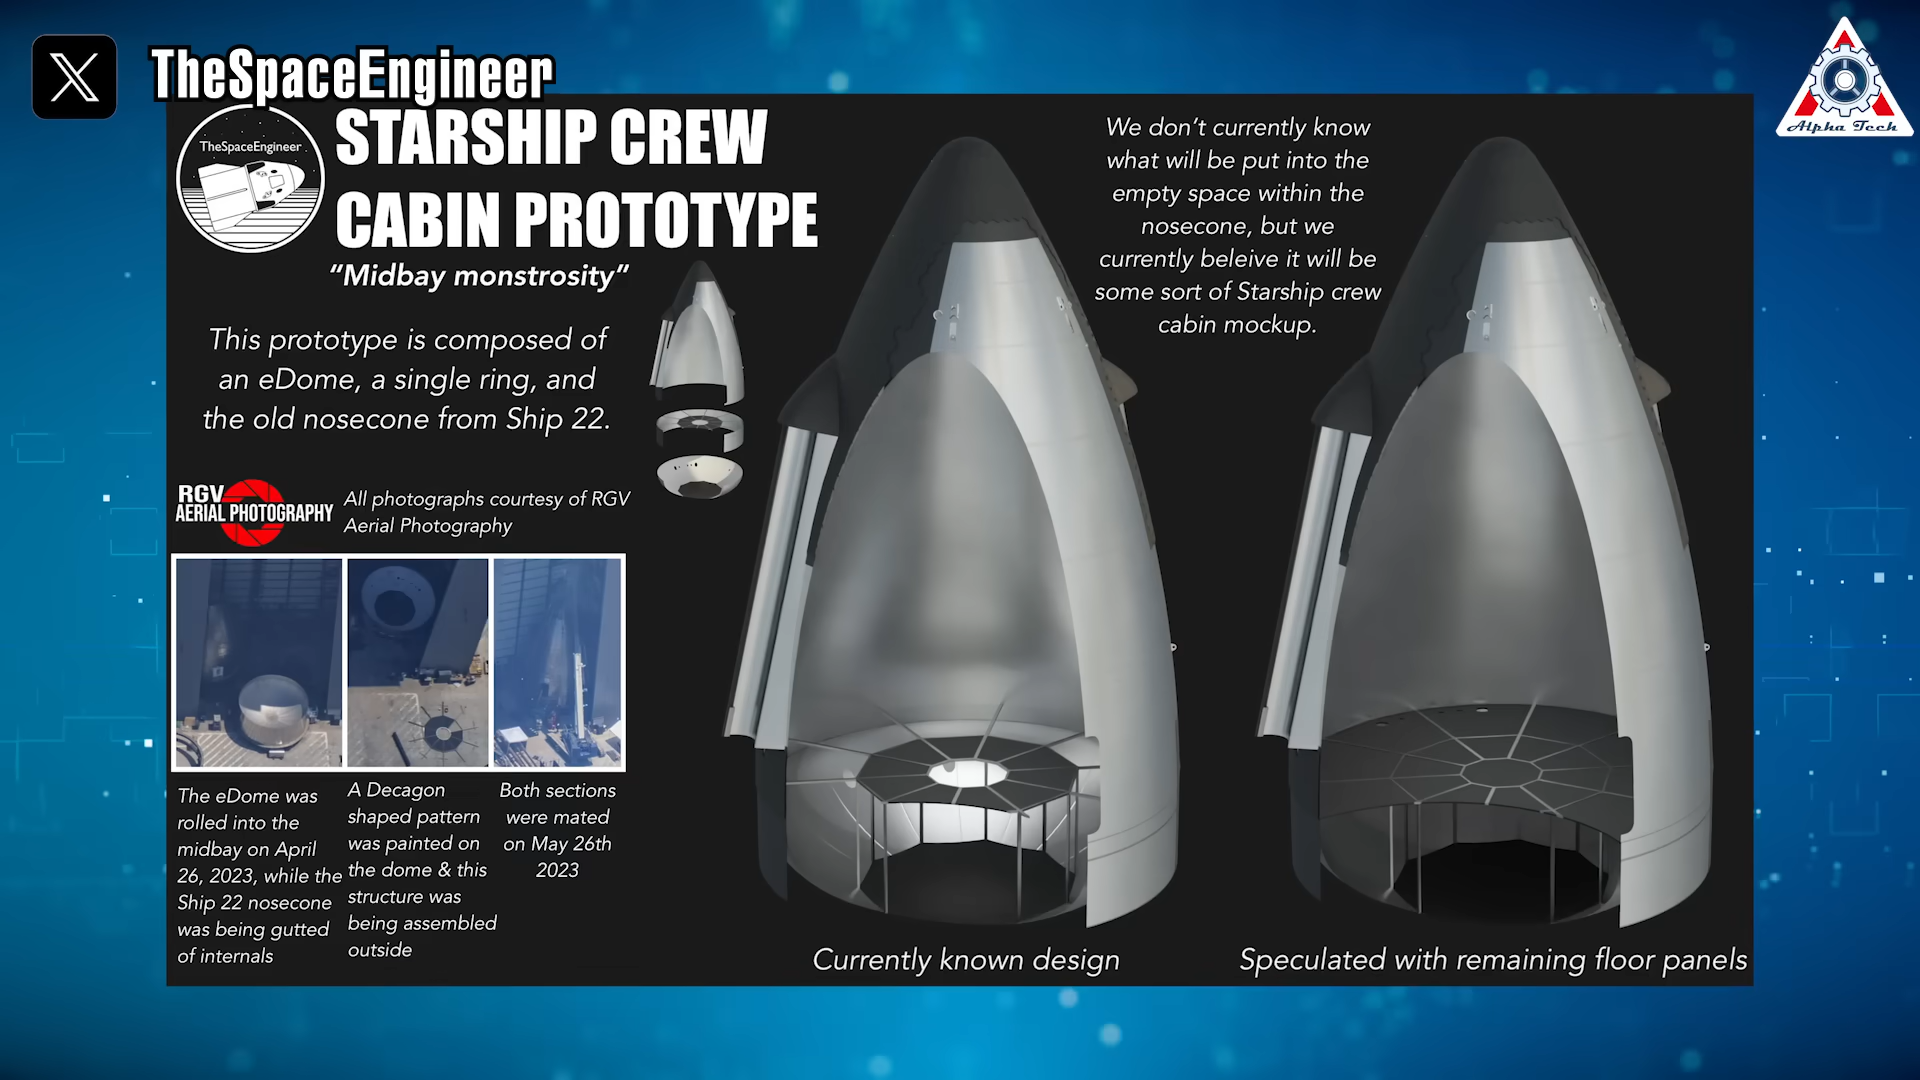 TheSpaceEngineer
Alpha Tech
TheSpaceEngineer
STARSHIP CREW
CABIN PROTOTYPE
“Midbay monstrosity”
This prototype is composed of
an eDome, a single ring, and
the old nosecone from Ship 22.
RGV
AERIAL PHOTOGRAPHY
All photographs courtesy of RGV
Aerial Photography
The eDome was
rolled into the
midbay on April
26, 2023, while the
Ship 22 nosecone
was being gutted
of internals
A Decagon
shaped pattern
was painted on
the dome & this
structure was
being assembled
outside
Both sections
were mated
on May 26th
2023
We don’t currently know
what will be put into the
empty space within the
nosecone, but we
currently beleive it will be
some sort of Starship crew
cabin mockup.
Currently known design
Speculated with remaining floor panels